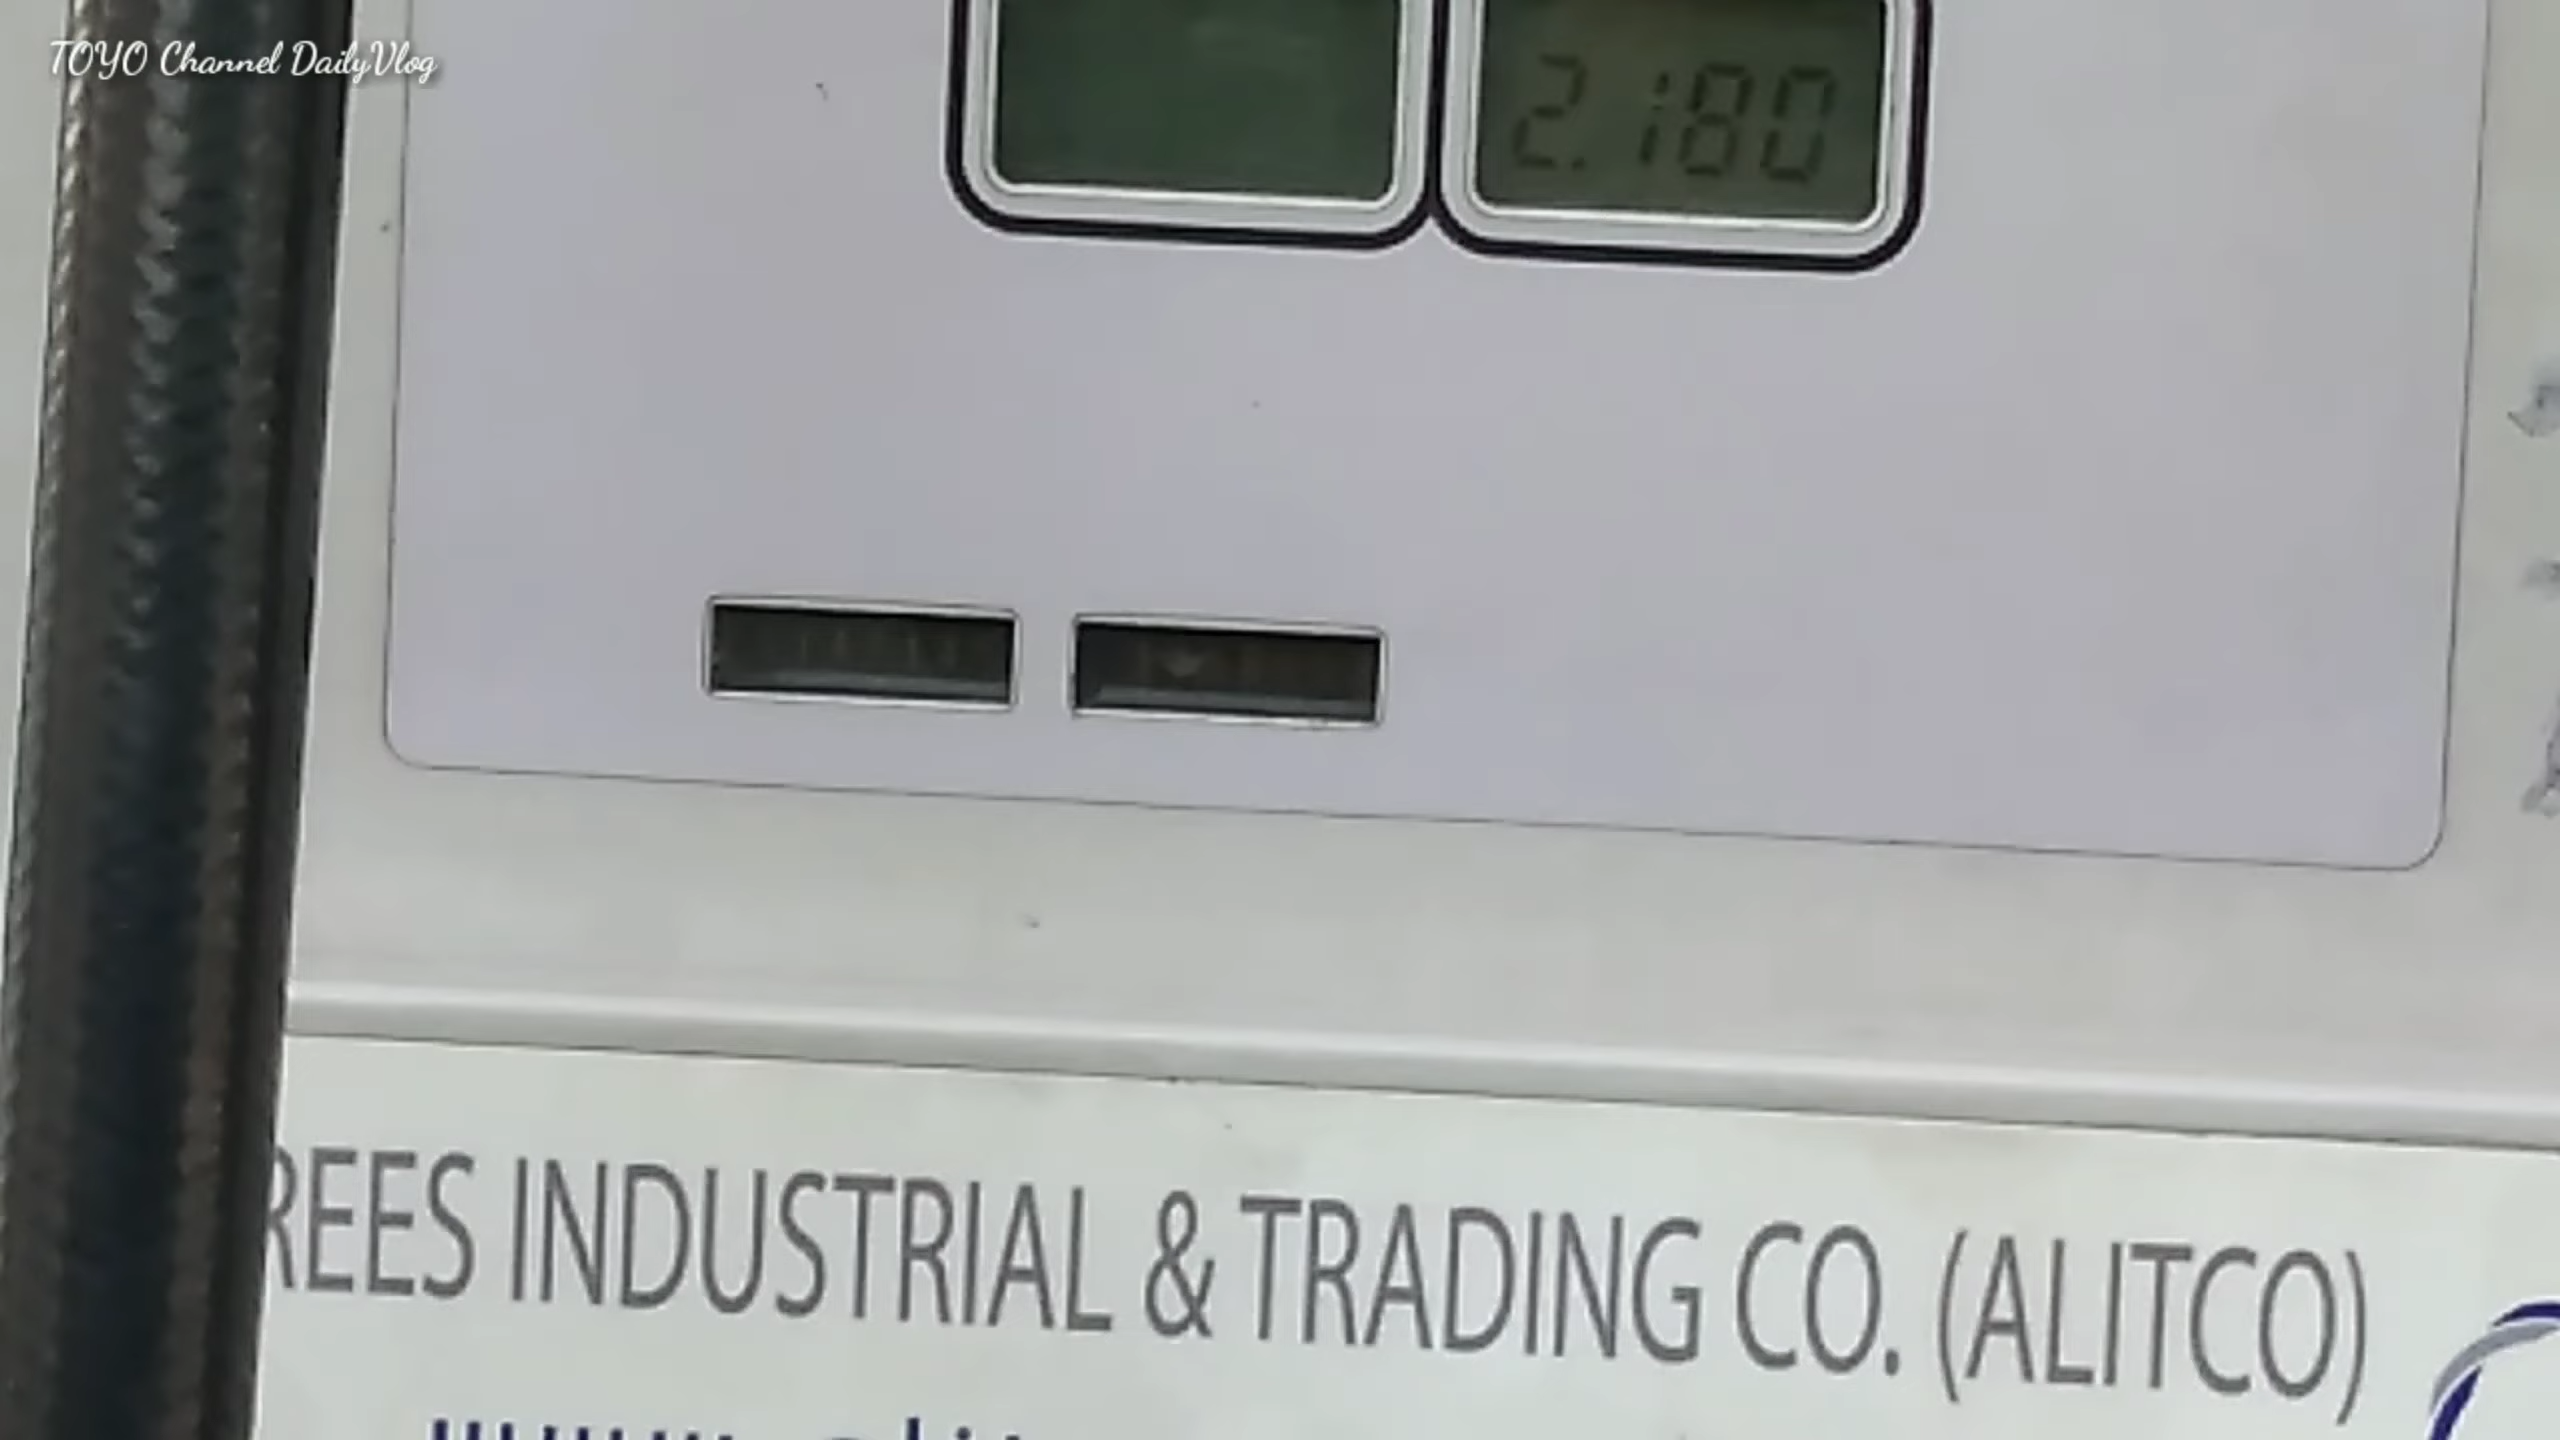 TOYO Channel DailyVlog
2.180
REES INDUSTRIAL & TRADING CO. (ALITCO)